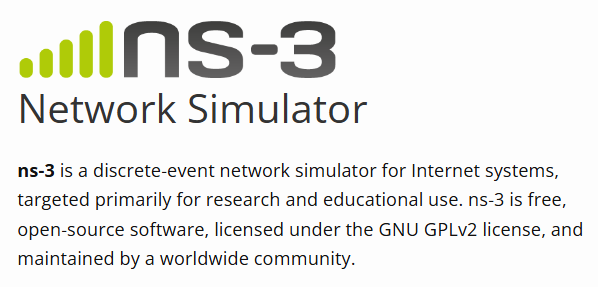 ns-3
Network Simulator
ns-3 is a discrete-event network simulator for Internet systems,
targeted primarily for research and educational use. ns-3 is free,
open-source software, licensed under the GNU GPLv2 license, and
maintained by a worldwide community.